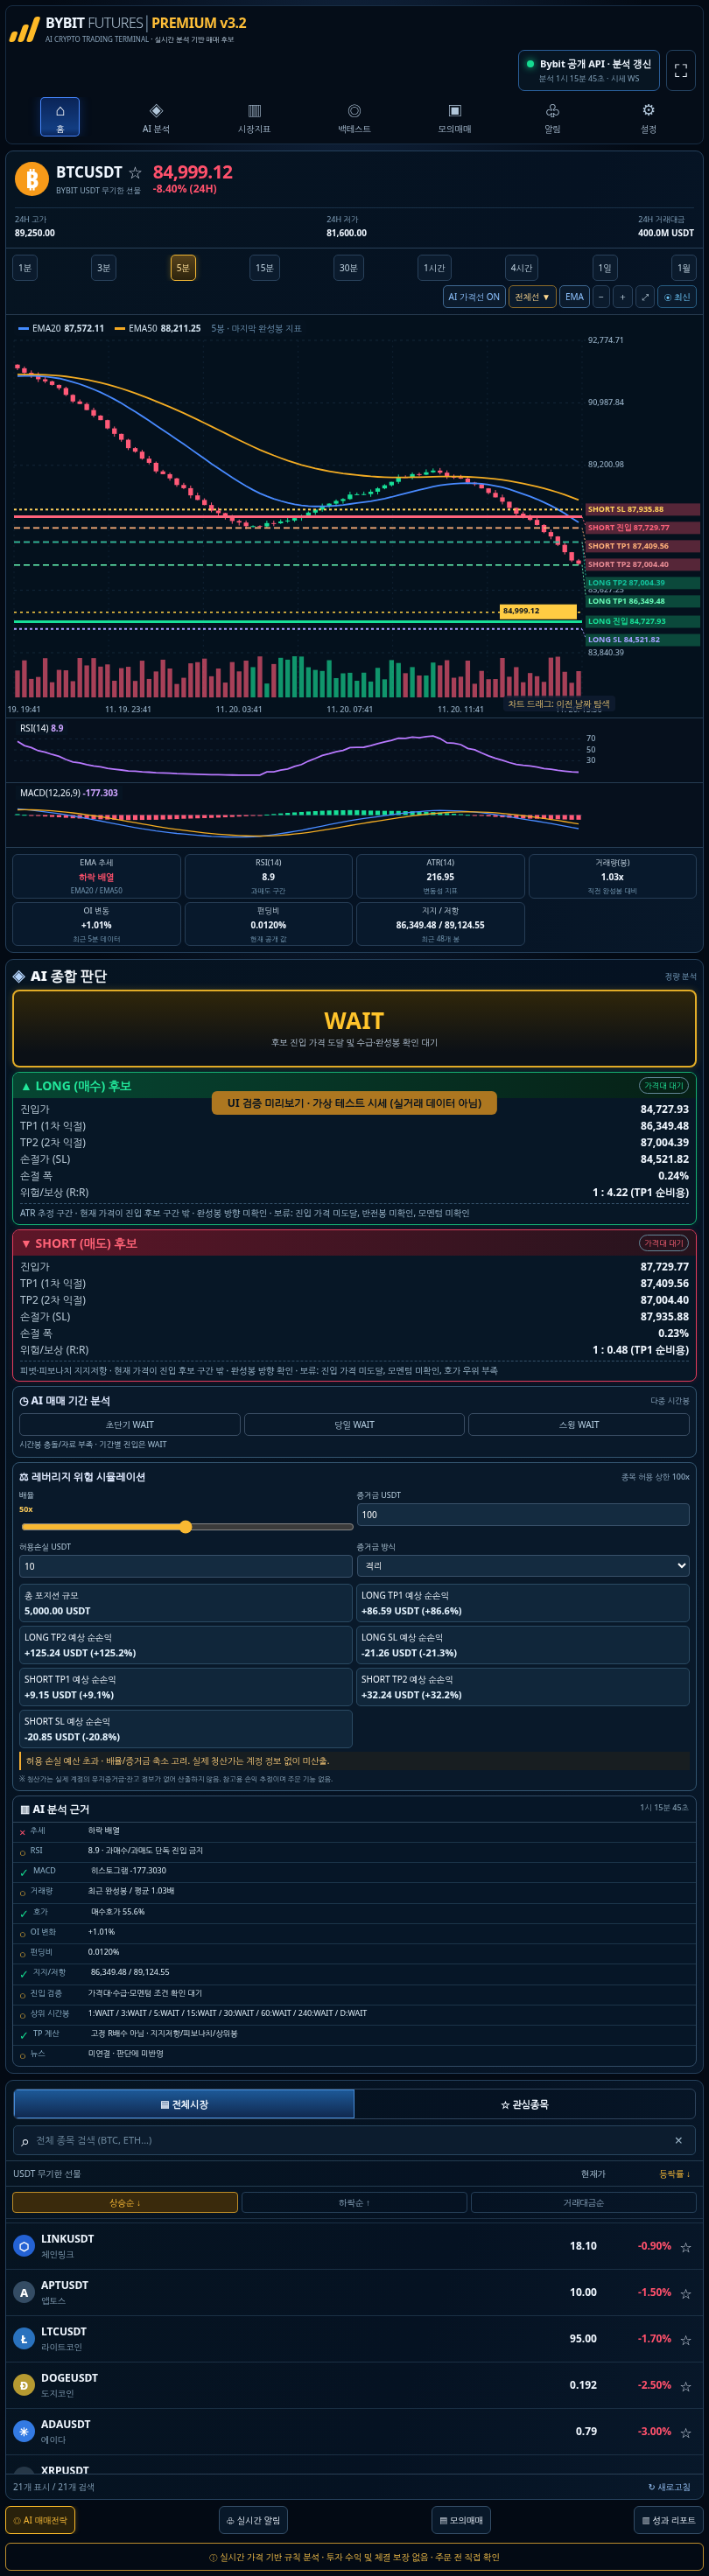 BYBIT FUTURES | PREMIUM v3.2
AI CRYPTO TRADING TERMINAL · 실시간 분석 기반 매매 후보
Bybit 공개 API · 분석 갱신
분석 1시 15분 45초 · 시세 WS
홈
AI 분석
시장지표
백테스트
모의매매
알림
설정
BTCUSDT ☆
BYBIT USDT 무기한 선물
84,999.12
-8.40% (24H)
24H 고가
89,250.00
24H 저가
81,600.00
24H 거래대금
400.0M USDT
1분 3분 5분 15분 30분 1시간 4시간 1일 1월
AI 가격선 ON 전체선 ▼ EMA − + ⤢ ⦿ 최신
EMA20 87,572.11 EMA50 88,211.25 5봉 · 마지막 완성봉 지표
92,774.71
90,987.84
89,200.98
SHORT SL 87,935.88
SHORT 진입 87,729.77
SHORT TP1 87,409.56
SHORT TP2 87,004.40
LONG TP2 87,004.39
LONG TP1 86,349.48
84,999.12
LONG 진입 84,727.93
LONG SL 84,521.82
83,840.39
차트 드래그: 이전 날짜 탐색
19. 19:41 11. 19. 23:41 11. 20. 03:41 11. 20. 07:41 11. 20. 11:41
RSI(14) 8.9
70
50
30
MACD(12,26,9) -177.303
EMA 추세
하락 배열
EMA20 / EMA50
RSI(14)
8.9
과매도 구간
ATR(14)
216.95
변동성 지표
거래량(봉)
1.03x
직전 완성봉 대비
OI 변동
+1.01%
최근 5분 데이터
펀딩비
0.0120%
현재 공개 값
지지 / 저항
86,349.48 / 89,124.55
최근 48개 봉
◈ AI 종합 판단
정량 분석
WAIT
후보 진입 가격 도달 및 수급·완성봉 확인 대기
▲ LONG (매수) 후보
가격대 대기
UI 검증 미리보기 · 가상 테스트 시세 (실거래 데이터 아님)
진입가 84,727.93
TP1 (1차 익절) 86,349.48
TP2 (2차 익절) 87,004.39
손절가 (SL) 84,521.82
손절 폭 0.24%
위험/보상 (R:R) 1 : 4.22 (TP1 순비용)
ATR 추정 구간 · 현재 가격이 진입 후보 구간 밖 · 완성봉 방향 미확인 · 보류: 진입 가격 미도달, 반전봉 미확인, 모멘텀 미확인
▼ SHORT (매도) 후보
가격대 대기
진입가 87,729.77
TP1 (1차 익절) 87,409.56
TP2 (2차 익절) 87,004.40
손절가 (SL) 87,935.88
손절 폭 0.23%
위험/보상 (R:R) 1 : 0.48 (TP1 순비용)
피벗·피보나치 지지저항 · 현재 가격이 진입 후보 구간 밖 · 완성봉 방향 확인 · 보류: 진입 가격 미도달, 모멘텀 미확인, 호가 우위 부족
◷ AI 매매 기간 분석
다중 시간봉
초단기 WAIT
당일 WAIT
스윙 WAIT
시간봉 충돌/자료 부족 · 기간별 진입은 WAIT
⚖ 레버리지 위험 시뮬레이션
종목 허용 상한 100x
배율
50x
증거금 USDT
100
허용손실 USDT
10
증거금 방식
격리
총 포지션 규모
5,000.00 USDT
LONG TP1 예상 순손익
+86.59 USDT (+86.6%)
LONG TP2 예상 순손익
+125.24 USDT (+125.2%)
LONG SL 예상 순손익
-21.26 USDT (-21.3%)
SHORT TP1 예상 순손익
+9.15 USDT (+9.1%)
SHORT TP2 예상 순손익
+32.24 USDT (+32.2%)
SHORT SL 예상 순손익
-20.85 USDT (-20.8%)
허용 손실 예산 초과 · 배율/증거금 축소 고려. 실제 청산가는 계정 정보 없이 미산출.
※ 청산가는 실제 계정의 유지증거금·잔고 정보가 없어 산출하지 않음. 참고용 손익 추정이며 주문 기능 없음.
▥ AI 분석 근거
1시 15분 45초
× 추세 하락 배열
○ RSI 8.9 · 과매수/과매도 단독 진입 금지
✓ MACD 히스토그램 -177.3030
○ 거래량 최근 완성봉 / 평균 1.03배
✓ 호가 매수호가 55.6%
○ OI 변화 +1.01%
○ 펀딩비 0.0120%
✓ 지지/저항 86,349.48 / 89,124.55
○ 진입 검증 가격대·수급·모멘텀 조건 확인 대기
○ 상위 시간봉 1:WAIT / 3:WAIT / 5:WAIT / 15:WAIT / 30:WAIT / 60:WAIT / 240:WAIT / D:WAIT
✓ TP 계산 고정 R배수 아님 · 지지저항/피보나치/상위봉
○ 뉴스 미연결 · 판단에 미반영
▤ 전체시장
☆ 관심종목
전체 종목 검색 (BTC, ETH...) ×
USDT 무기한 선물 현재가 등락률 ↓
상승순 ↓ 하락순 ↑ 거래대금순
LINKUSDT 18.10 -0.90% ☆
체인링크
A APTUSDT 10.00 -1.50% ☆
앱토스
Ł LTCUSDT 95.00 -1.70% ☆
라이트코인
Ð DOGEUSDT 0.192 -2.50% ☆
도지코인
ADAUSDT 0.79 -3.00% ☆
에이다
XRPUSDT
21개 표시 / 21개 검색 ↻ 새로고침
◎ AI 매매전략
실시간 알림
▤ 모의매매
▥ 성과 리포트
ⓘ 실시간 가격 기반 규칙 분석 · 투자 수익 및 체결 보장 없음 · 주문 전 직접 확인